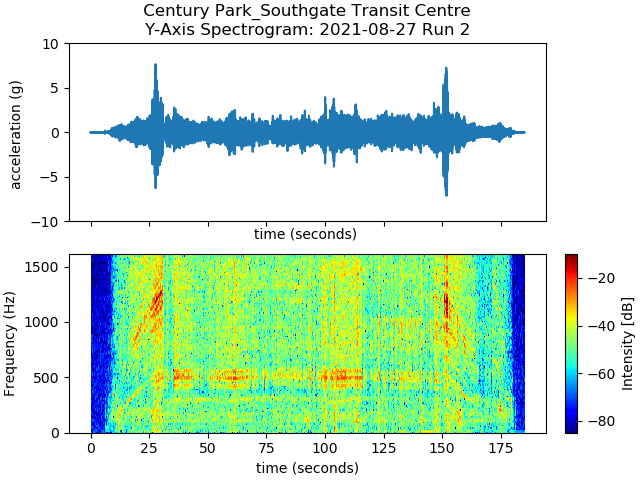 Century Park_Southgate Transit Centre
Y-Axis Spectrogram: 2021-08-27 Run 2
10
5
0
−5
−10
acceleration (g)
time (seconds)
1500
1000
500
0
Frequency (Hz)
0 25 50 75 100 125 150 175
time (seconds)
−20
−40
−60
−80
Intensity [dB]